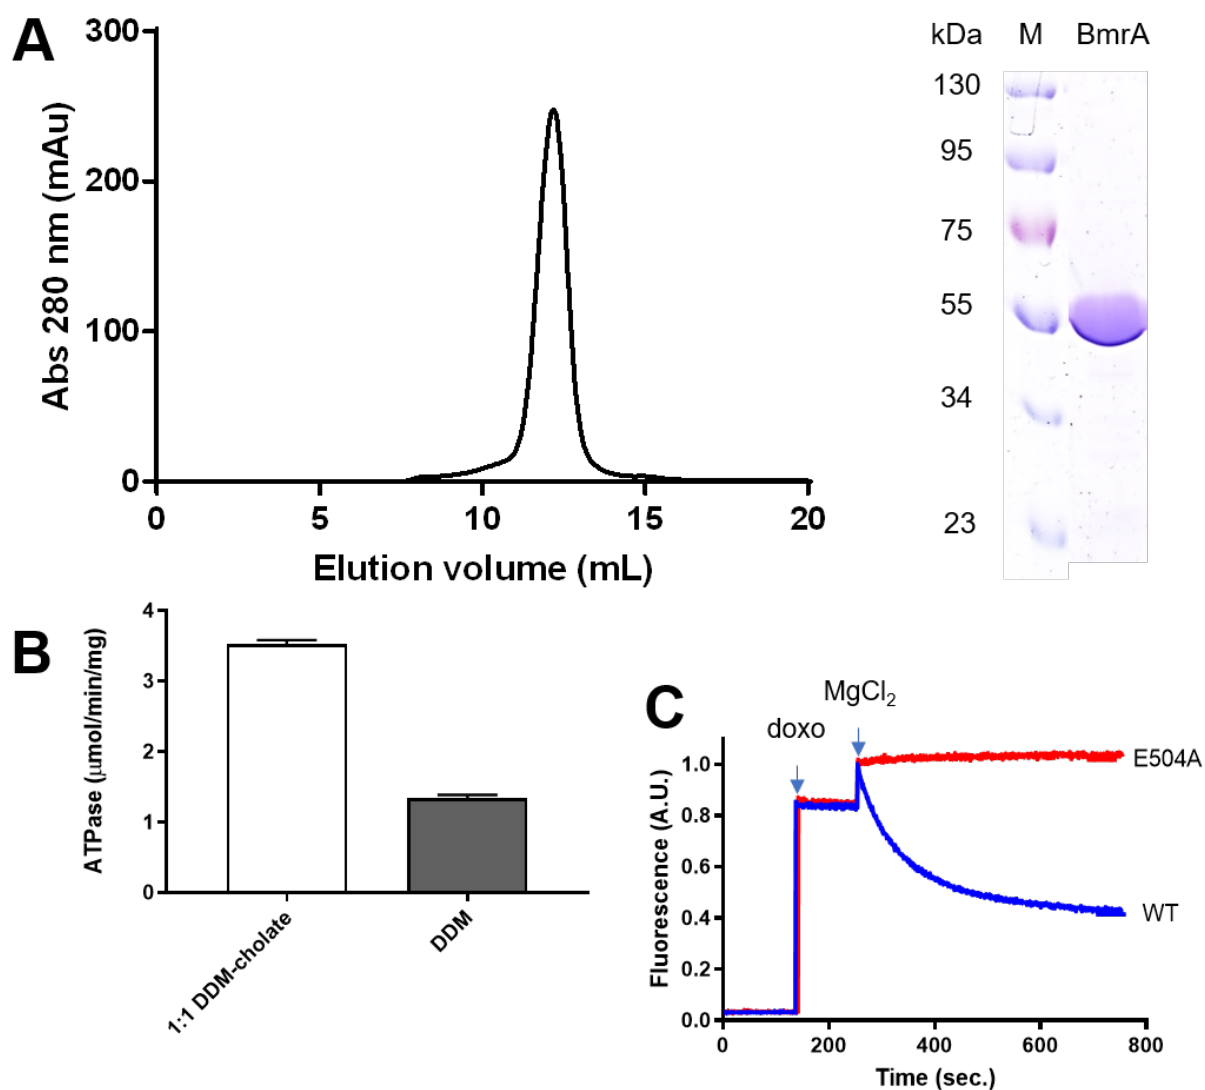 A
300
200
100
0
Abs 280 nm (mAu)
0 5 10 15 20
Elution volume (mL)
kDa M BmrA
130
95
75
55
34
23
B
4
3
2
1
0
ATPase (μmol/min/mg)
1:1 DDM-cholate
DDM
C
MgCl₂
doxo
1.0
0.8
0.6
0.4
0.2
0.0
Fluorescence (A.U.)
E504A
WT
0 200 400 600 800
Time (sec.)